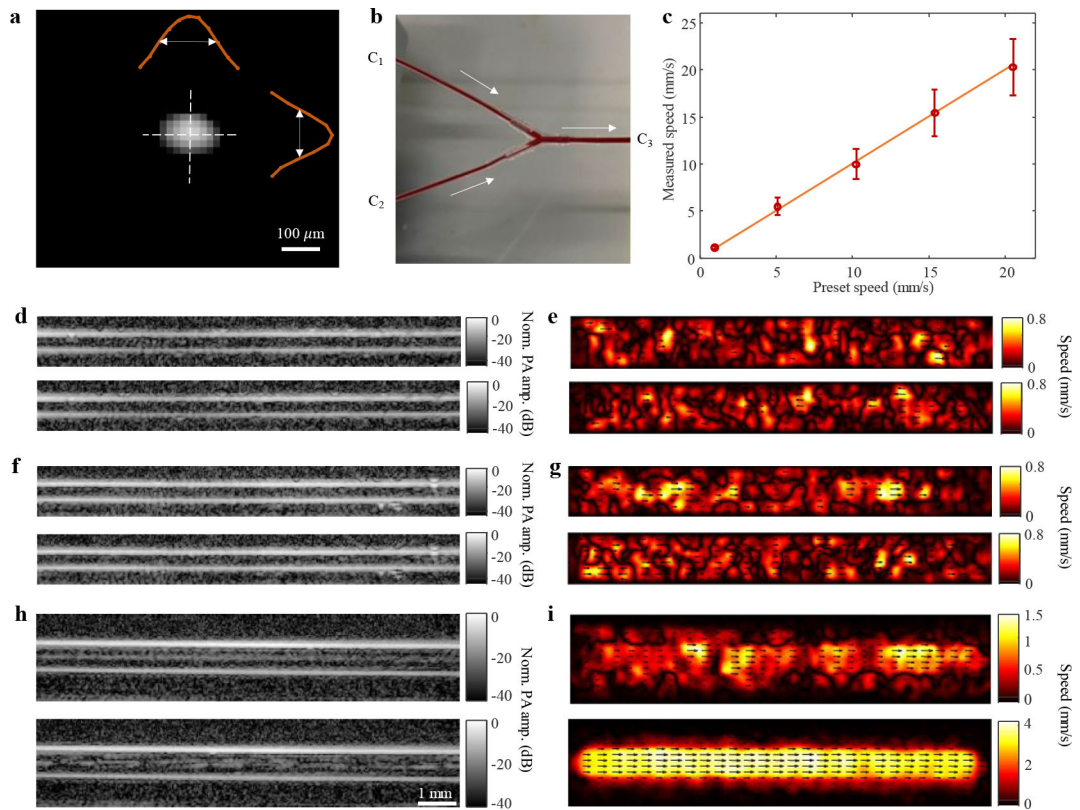 a
100 μm
b
C1
C2
C3
c
Measured speed (mm/s)
25
20
15
10
5
0
0
5
10
15
20
Preset speed (mm/s)
d
0
-20
-40
0
-20
-40
Norm. PA amp. (dB)
e
0.8
0
0.8
0
Speed (mm/s)
f
0
-20
-40
0
-20
-40
Norm. PA amp. (dB)
g
0.8
0
0.8
0
Speed (mm/s)
h
0
-20
-40
0
-20
-40
Norm. PA amp. (dB)
1 mm
i
1.5
1.0
0.5
0
4
2
0
Speed (mm/s)